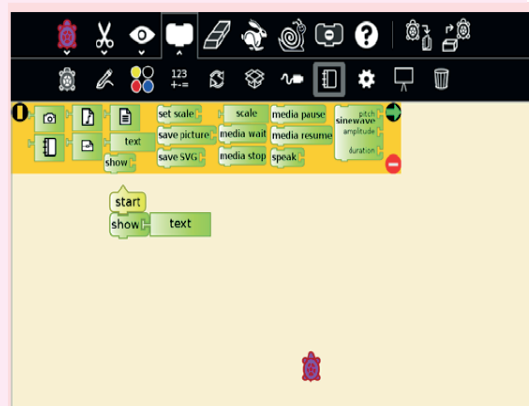 123
+-=
set scale
scale
media pause
pitch
sinewave
amplitude
duration
save picture
media wait
media resume
text
show
save SVG
media stop
speak
start
show
text